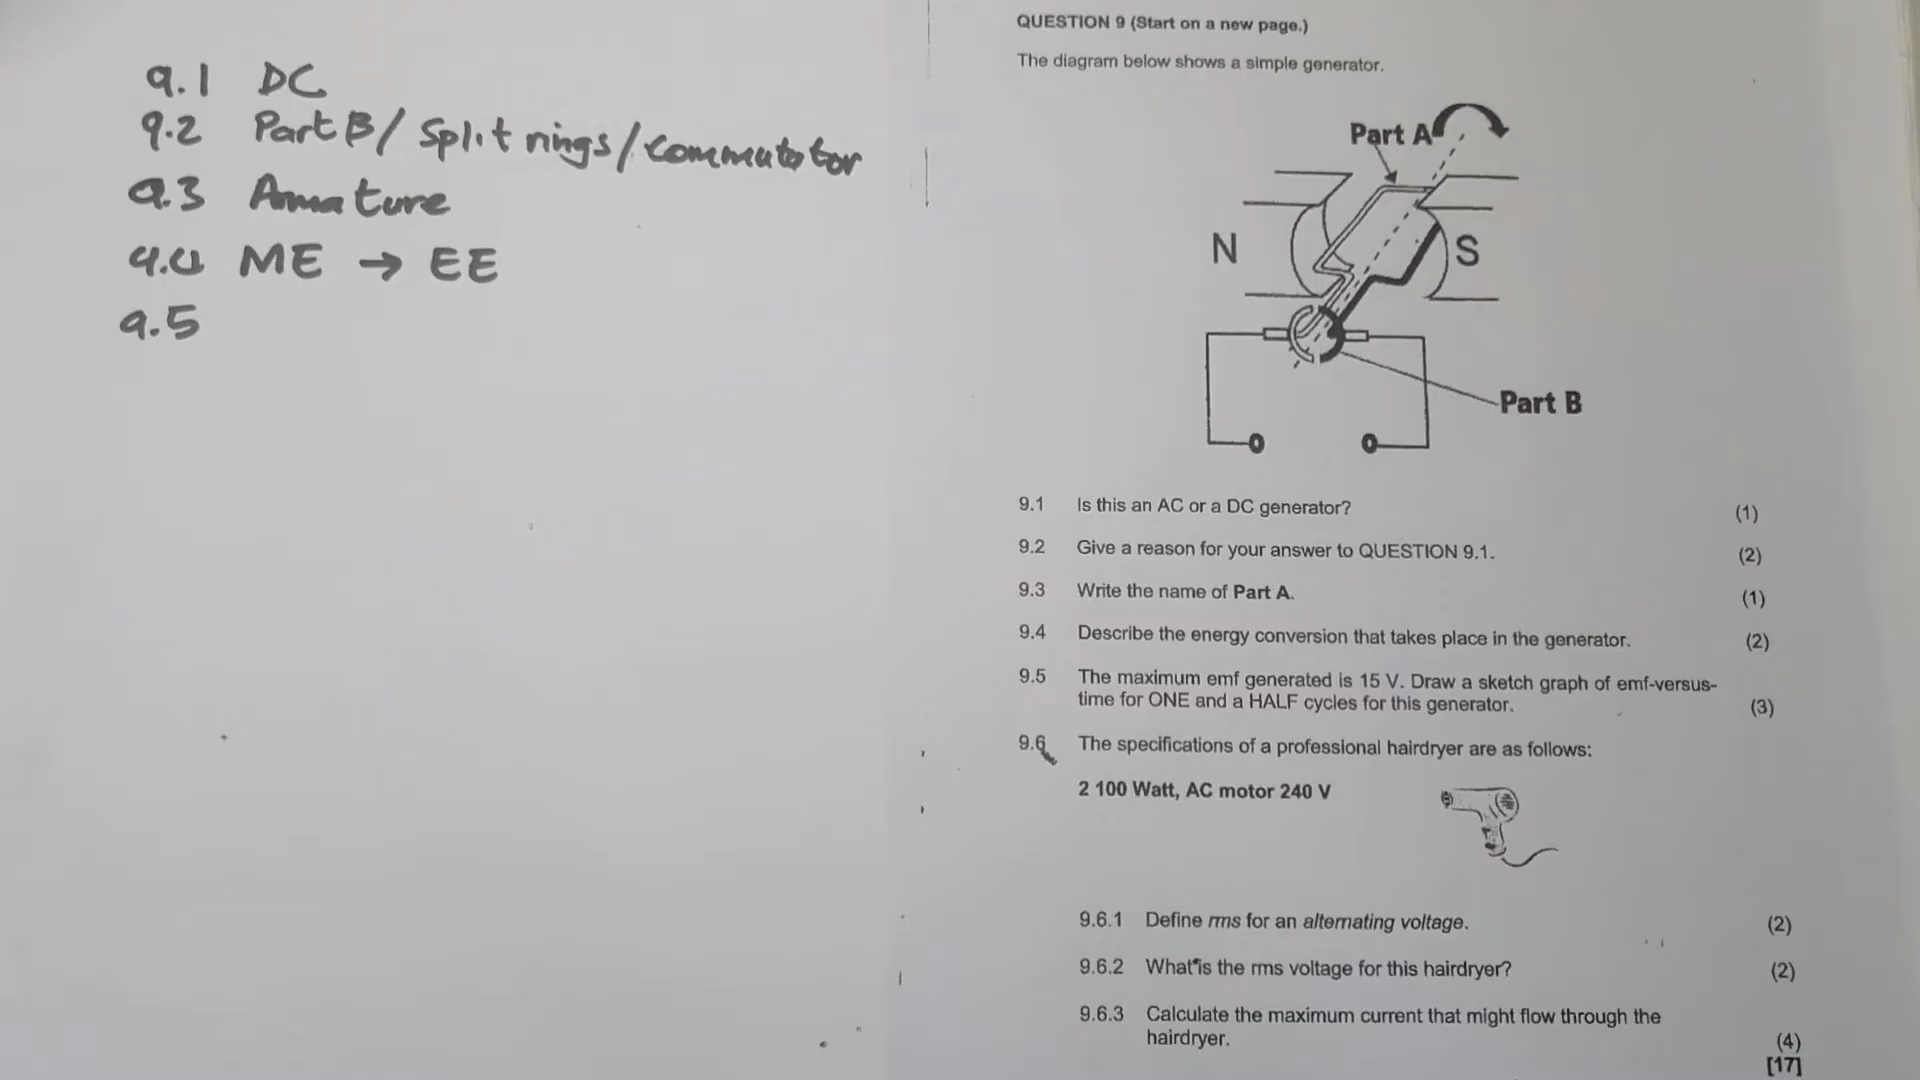 9.1 DC
9.2 Part B / Split rings / commutator
9.3 Armature
9.4 ME → EE
9.5
QUESTION 9 (Start on a new page.)
The diagram below shows a simple generator.
Part A
N
S
Part B
9.1 Is this an AC or a DC generator? (1)
9.2 Give a reason for your answer to QUESTION 9.1. (2)
9.3 Write the name of Part A. (1)
9.4 Describe the energy conversion that takes place in the generator. (2)
9.5 The maximum emf generated is 15 V. Draw a sketch graph of emf-versus-
time for ONE and a HALF cycles for this generator. (3)
9.6 The specifications of a professional hairdryer are as follows:
2 100 Watt, AC motor 240 V
9.6.1 Define rms for an alternating voltage. (2)
9.6.2 What is the rms voltage for this hairdryer? (2)
9.6.3 Calculate the maximum current that might flow through the
hairdryer. (4)
[17]